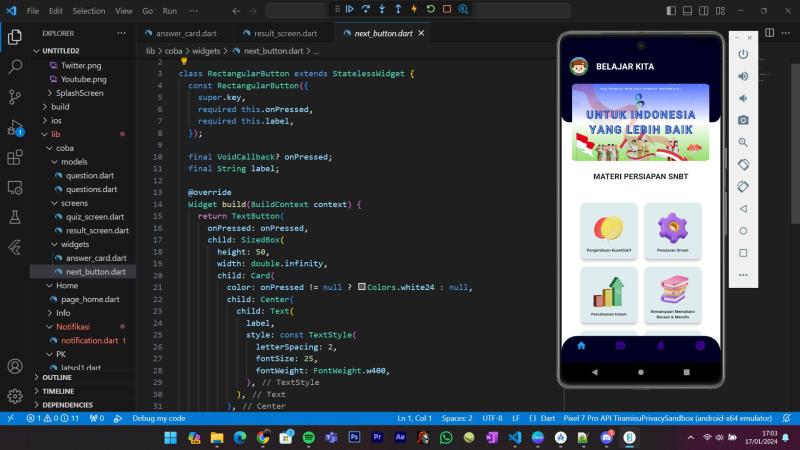 File Edit Selection View Go Run ···
EXPLORER ···
UNTITLED2
Twitter.png
Youtube.png
SplashScreen
build
ios
lib
coba
models
question.dart
questions.dart
screens
quiz_screen.dart
result_screen.dart
widgets
answer_card.dart
next_button.dart
Home
page_home.dart
Info
Notifikasi
notification.dart 1
PK
latsol1.dart
OUTLINE
TIMELINE
DEPENDENCIES
answer_card.dart result_screen.dart next_button.dart
lib > coba > widgets > next_button.dart > ...
2
3 class RectangularButton extends StatelessWidget {
4 const RectangularButton({
5 super.key,
6 required this.onPressed,
7 required this.label,
8 });
9
10 final VoidCallback? onPressed;
11 final String label;
12
13 @override
14 Widget build(BuildContext context) {
15 return TextButton(
16 onPressed: onPressed,
17 child: SizedBox(
18 height: 50,
19 width: double.infinity,
20 child: Card(
21 color: onPressed != null ? Colors.white24 : null,
22 child: Center(
23 child: Text(
24 label,
25 style: const TextStyle(
26 letterSpacing: 2,
27 fontSize: 25,
28 fontWeight: FontWeight.w400,
29 ), // TextStyle
30 ), // Text
31 ), // Center
BELAJAR KITA
UNTUK INDONESIA
YANG LEBIH BAIK
MATERI PERSIAPAN SNBT
Pengetahuan Kuantitatif
Penalaran Umum
Pemahaman Umum
Kemampuan Memahami
Bacaan & Menulis
1 0 11 0 Debug my code
Ln 1, Col 1 Spaces: 2 UTF-8 LF {} Dart Pixel 7 Pro API TiramisuPrivacySandbox (android-x64 emulator)
17:03
17/01/2024